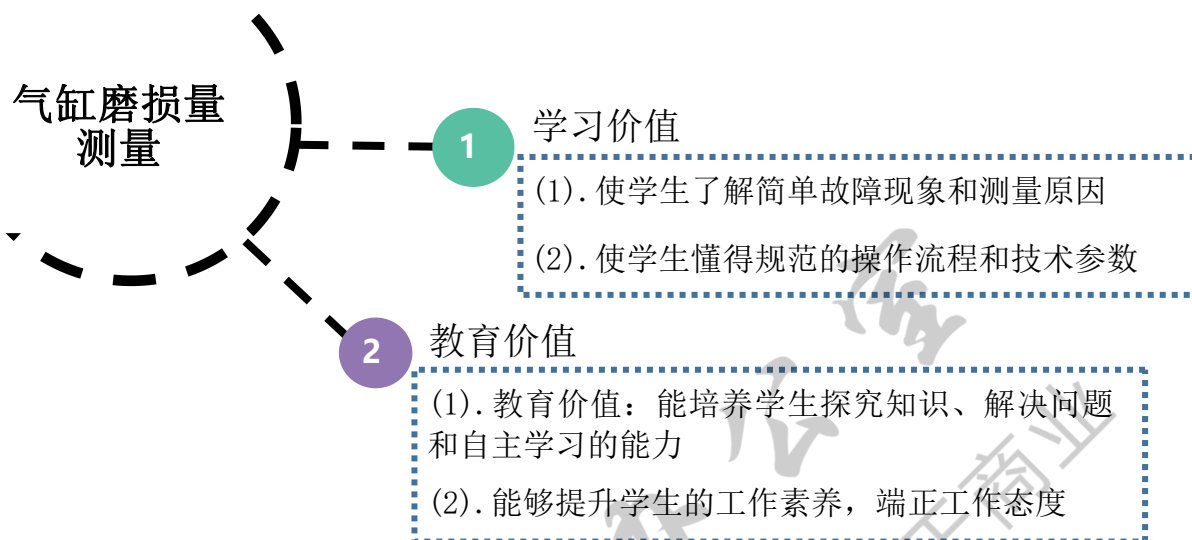 气缸磨损量
测量
1
学习价值
(1).使学生了解简单故障现象和测量原因
(2).使学生懂得规范的操作流程和技术参数
2
教育价值
(1).教育价值：能培养学生探究知识、解决问题
和自主学习的能力
(2).能够提升学生的工作素养，端正工作态度